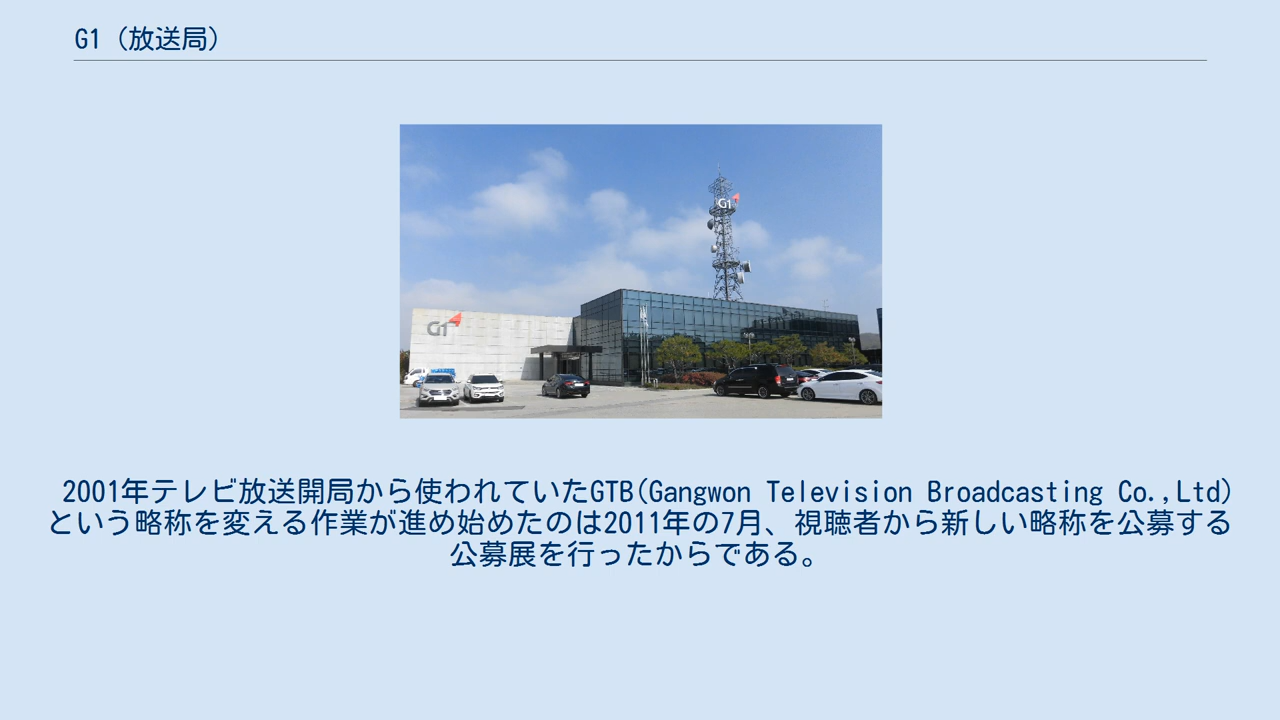 G1（放送局）
G1
G1
2001年テレビ放送開局から使われていたGTB(Gangwon Television Broadcasting Co.,Ltd)
という略称を変える作業が進め始めたのは2011年の7月、視聴者から新しい略称を公募する
公募展を行ったからである。